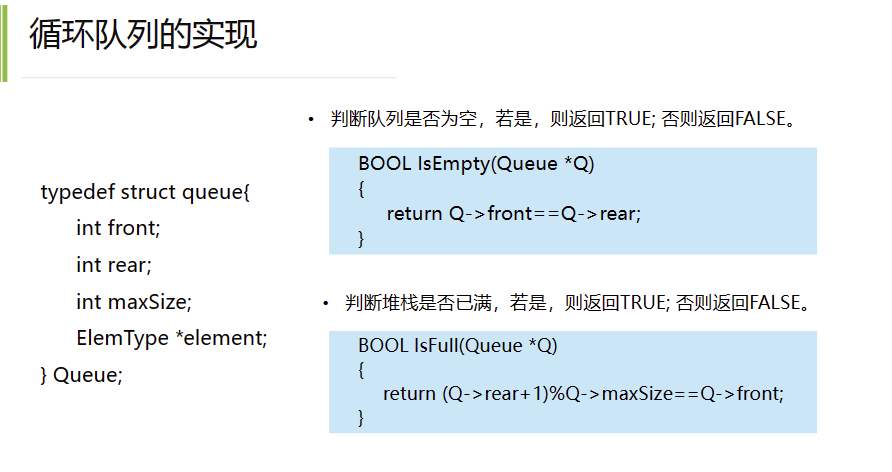 循环队列的实现
typedef struct queue{
int front;
int rear;
int maxSize;
ElemType *element;
} Queue;
• 判断队列是否为空，若是，则返回TRUE; 否则返回FALSE。
BOOL IsEmpty(Queue *Q)
{
return Q->front==Q->rear;
}
• 判断堆栈是否已满，若是，则返回TRUE; 否则返回FALSE。
BOOL IsFull(Queue *Q)
{
return (Q->rear+1)%Q->maxSize==Q->front;
}